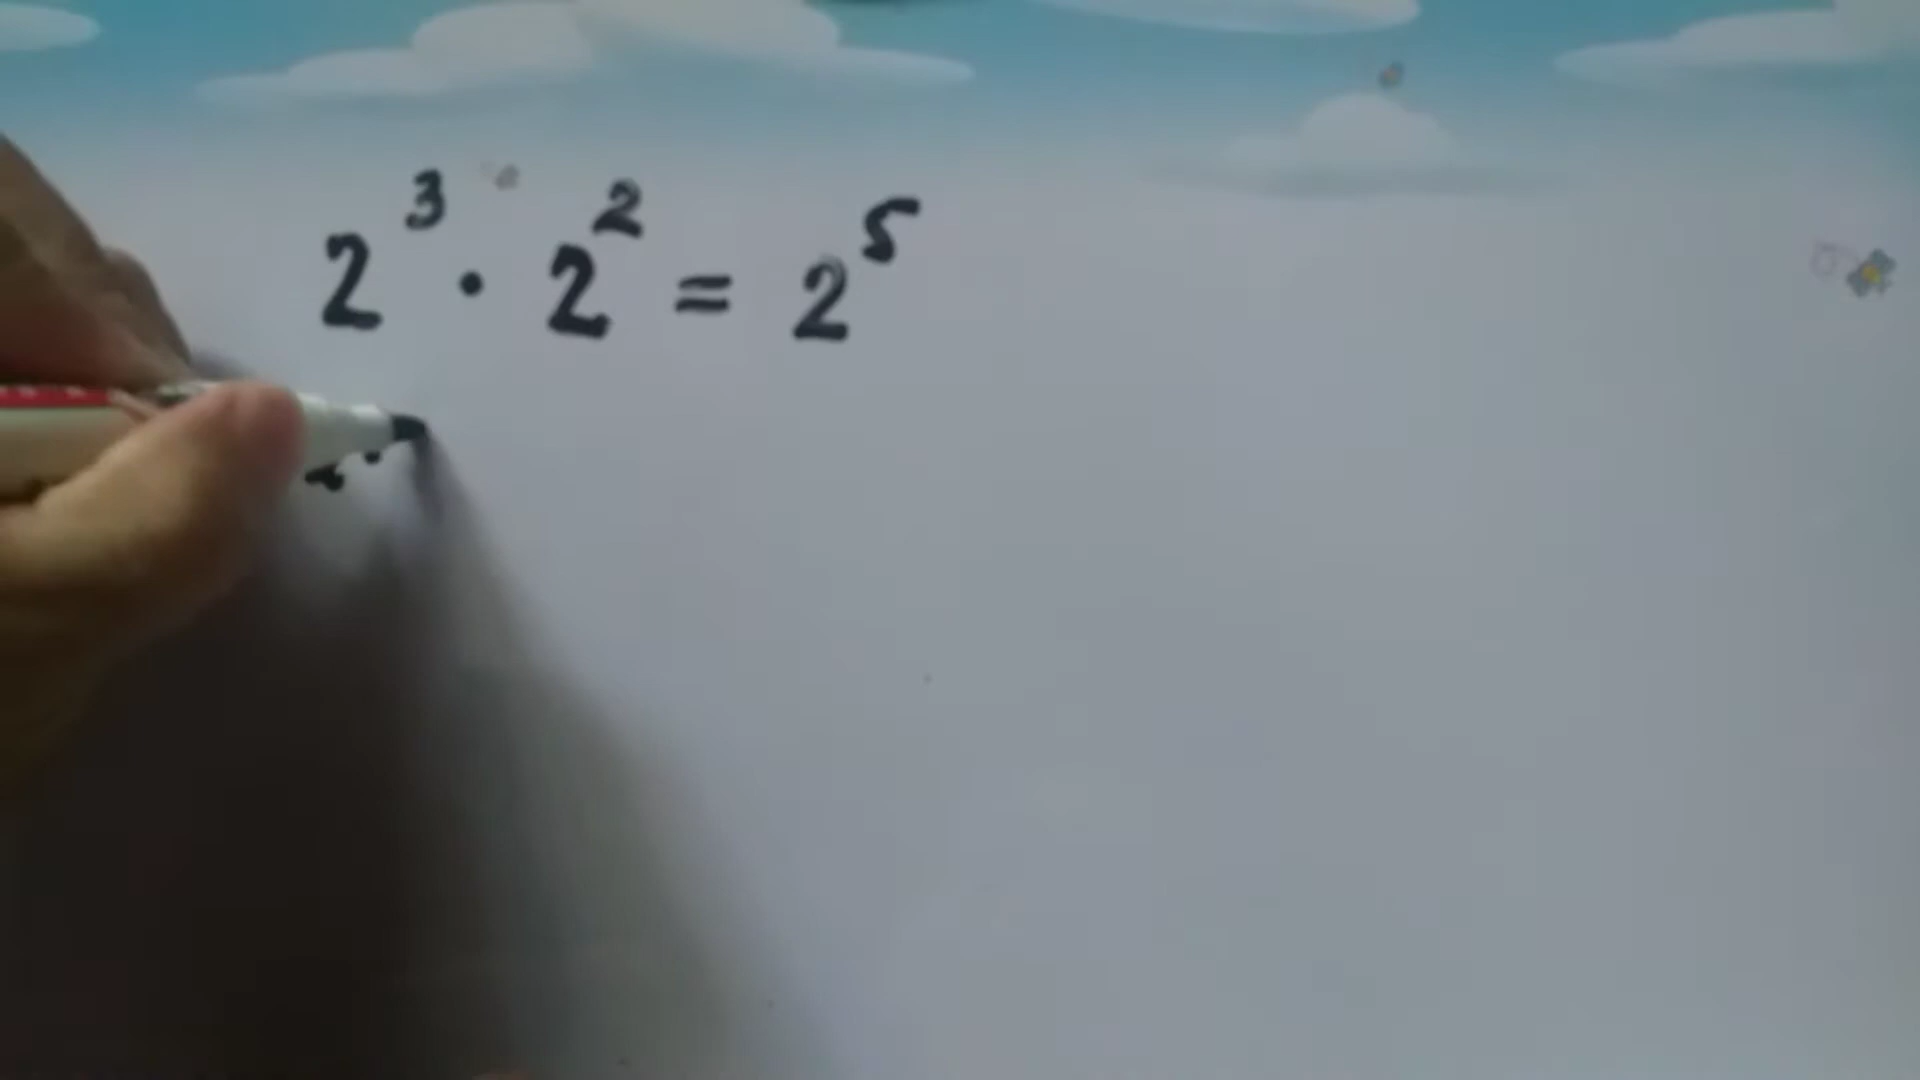 2³ · 2² = 2⁵